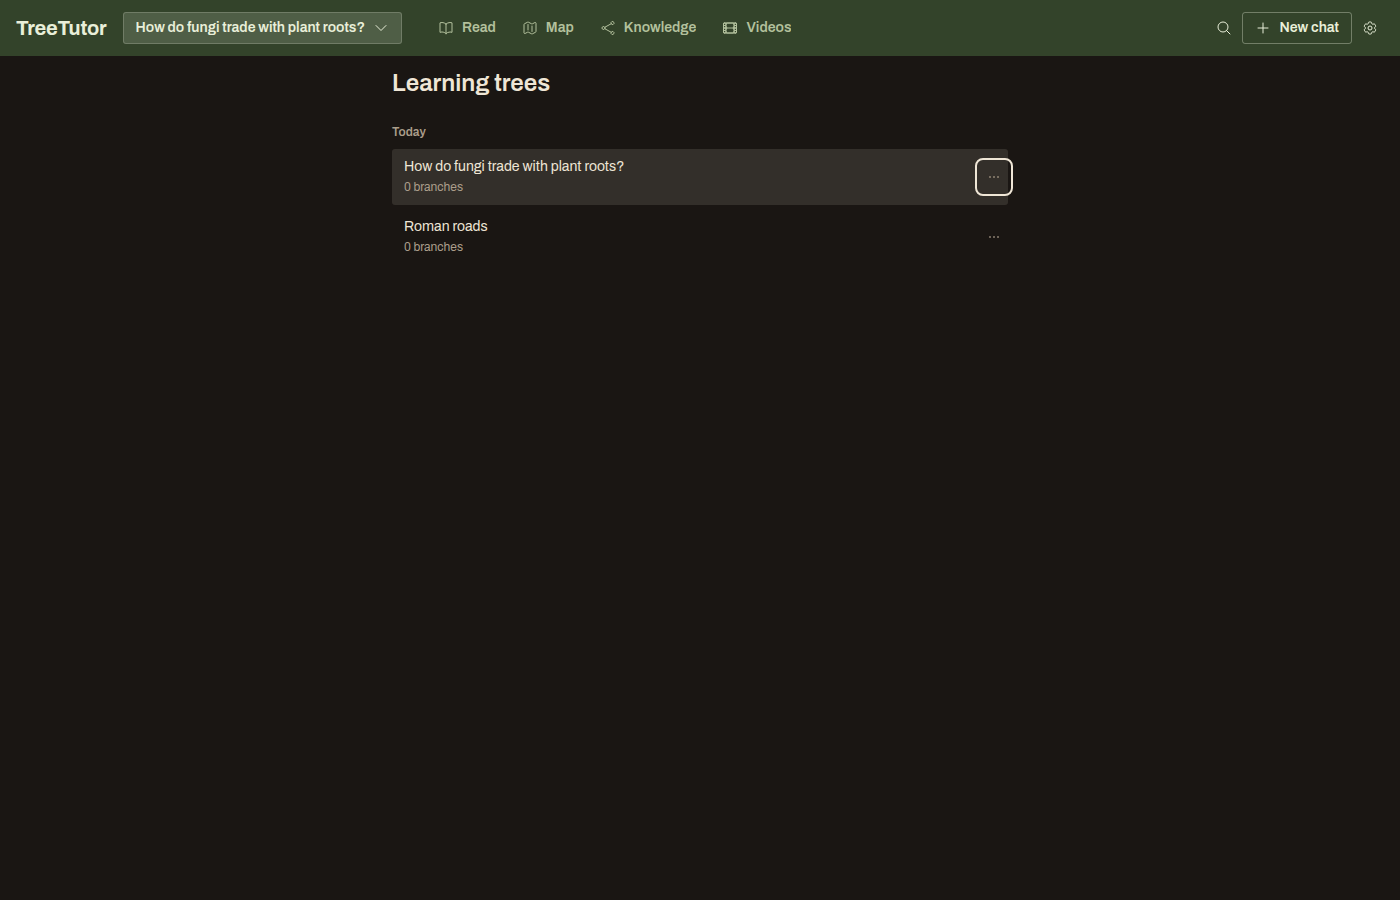 TreeTutor
How do fungi trade with plant roots?
Read
Map
Knowledge
Videos
New chat
Learning trees
Today
How do fungi trade with plant roots?
0 branches
Roman roads
0 branches